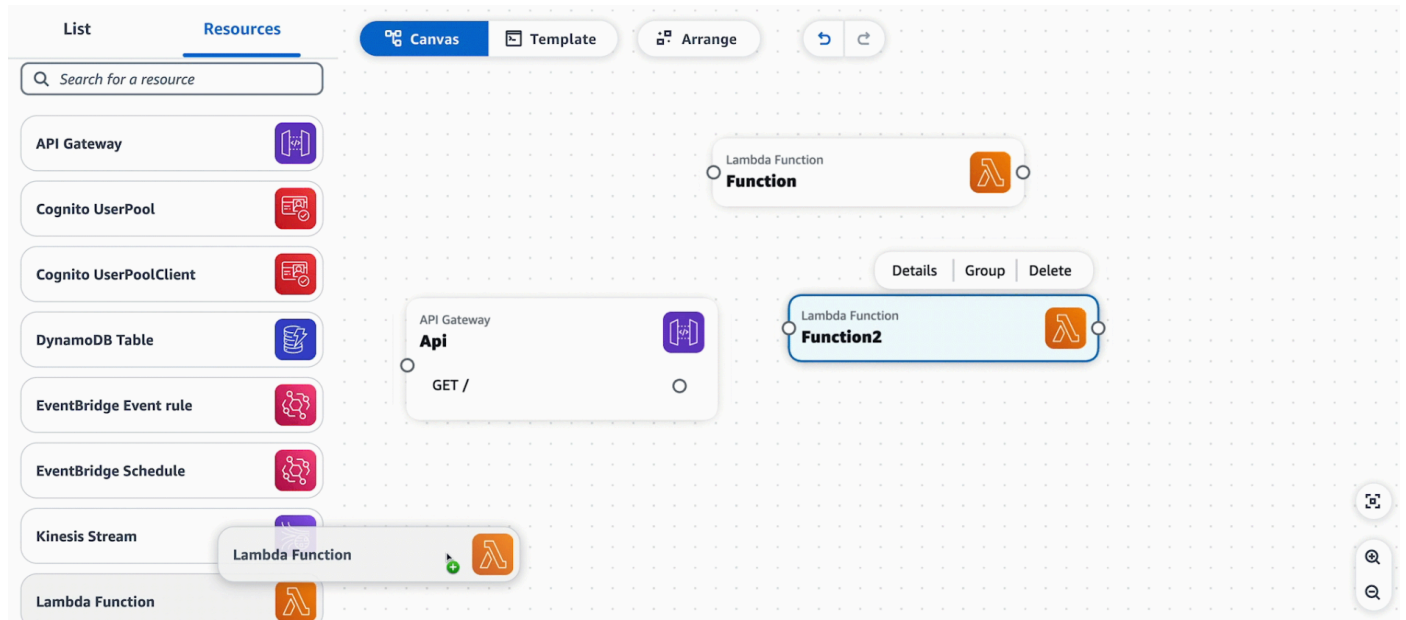 List
Resources
Canvas
Template
Arrange
Search for a resource
API Gateway
Cognito UserPool
Cognito UserPoolClient
DynamoDB Table
EventBridge Event rule
EventBridge Schedule
Kinesis Stream
Lambda Function
Lambda Function
Lambda Function
Function
Details
Group
Delete
Lambda Function
Function2
API Gateway
Api
GET /